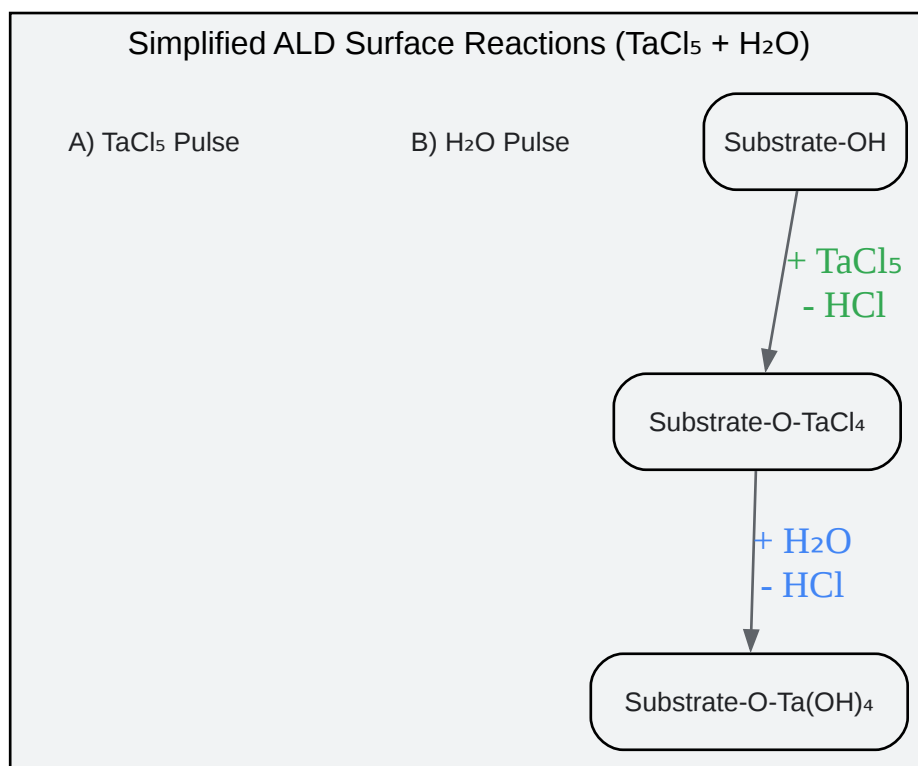 Simplified ALD Surface Reactions (TaCl₅ + H₂O)
A) TaCl₅ Pulse
B) H₂O Pulse
Substrate-OH
+ TaCl₅
- HCl
Substrate-O-TaCl₄
+ H₂O
- HCl
Substrate-O-Ta(OH)₄